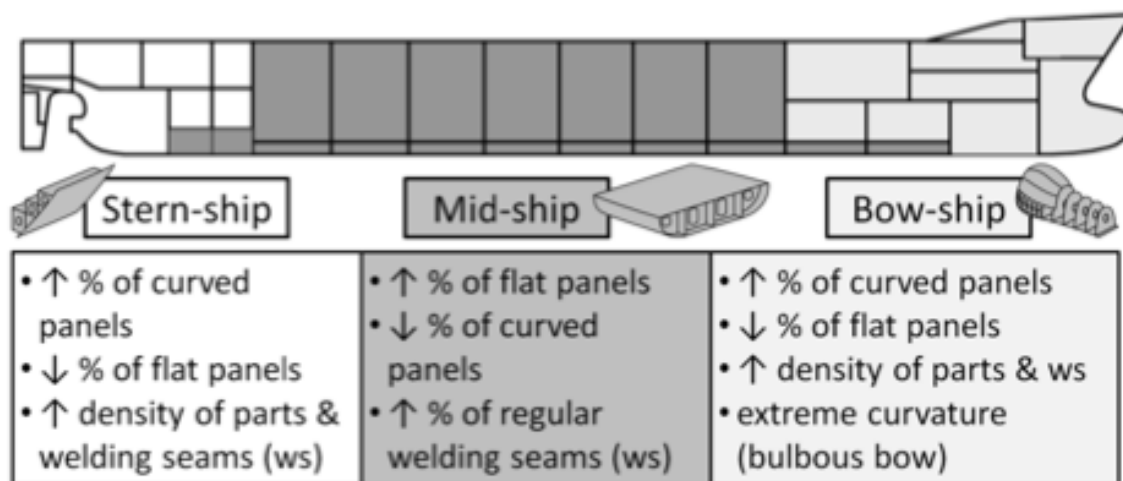 Stern-ship
Mid-ship
Bow-ship
• ↑ % of curved
panels
• ↓ % of flat panels
• ↑ density of parts &
welding seams (ws)
• ↑ % of flat panels
• ↓ % of curved
panels
• ↑ % of regular
welding seams (ws)
• ↑ % of curved panels
• ↓ % of flat panels
• ↑ density of parts & ws
• extreme curvature
(bulbous bow)